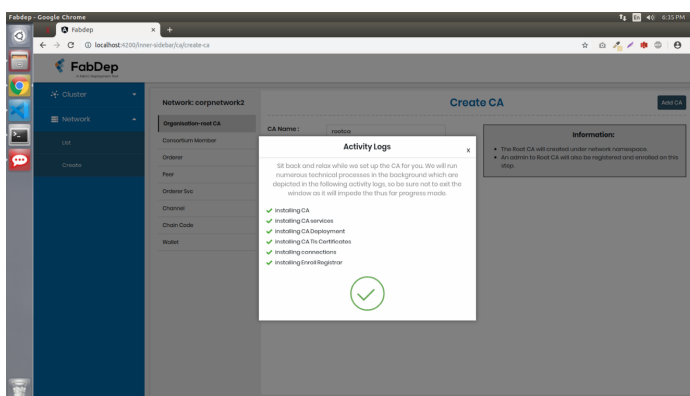 Fabdep - Google Chrome
En
6:35 PM
Fabdep
localhost:4200/inner-sidebar/ca/create-ca
FabDep
Cluster
Network
List
Create
Network: corpnetwork2
Organisation-root CA
Consortium Member
Orderer
Peer
Orderer Svc
Channel
Chain Code
Wallet
Create CA
Add CA
CA Name :
rootca
Information:
The Root CA will created under network namespace.
An admin to Root CA will also be registered and enrolled on this
step.
Activity Logs
x
Sit back and relax while we set up the CA for you. We will run
numerous technical processes in the background which are
depicted in the following activity logs, so be sure not to exit the
window as it will impede the thus far progress made.
installing CA
installing CA services
installing CA Deployment
installing CA Tls Certificates
installing connections
installing Enroll Registrar